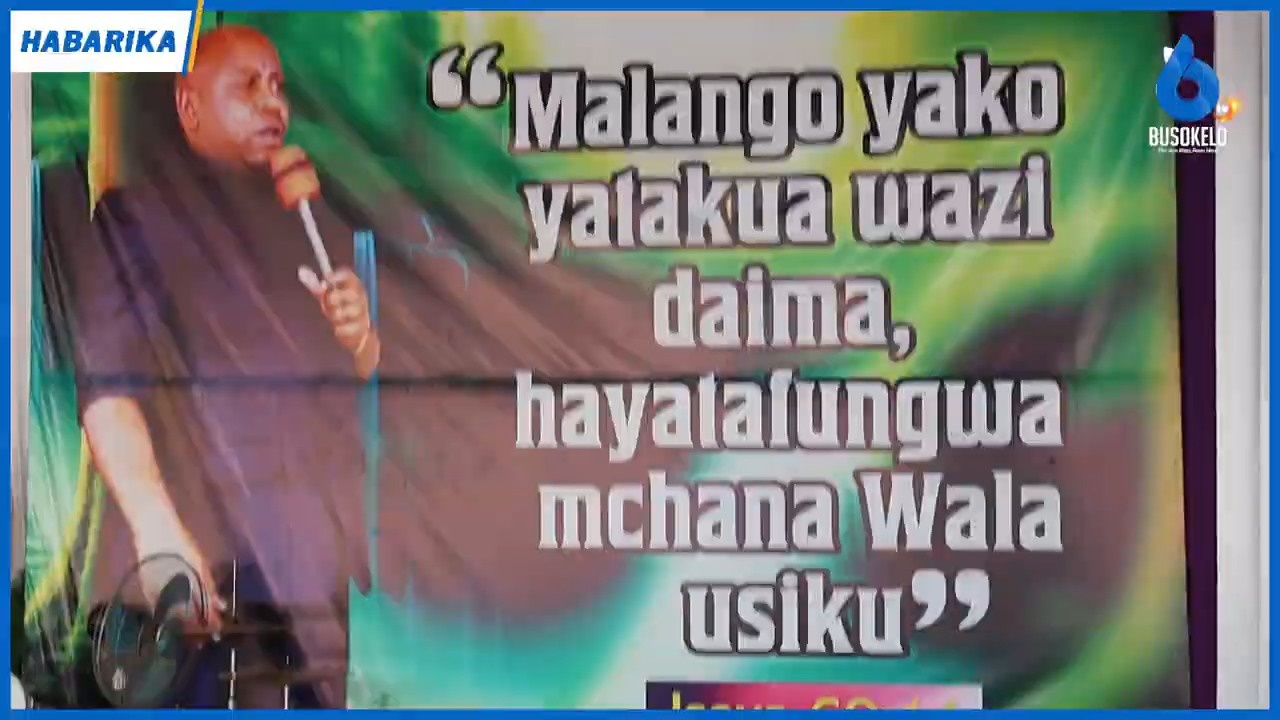 HABARIKA
BUSOKELO
“Malango yako
yatakua wazi
daima,
hayatafungwa
mchana Wala
usiku”